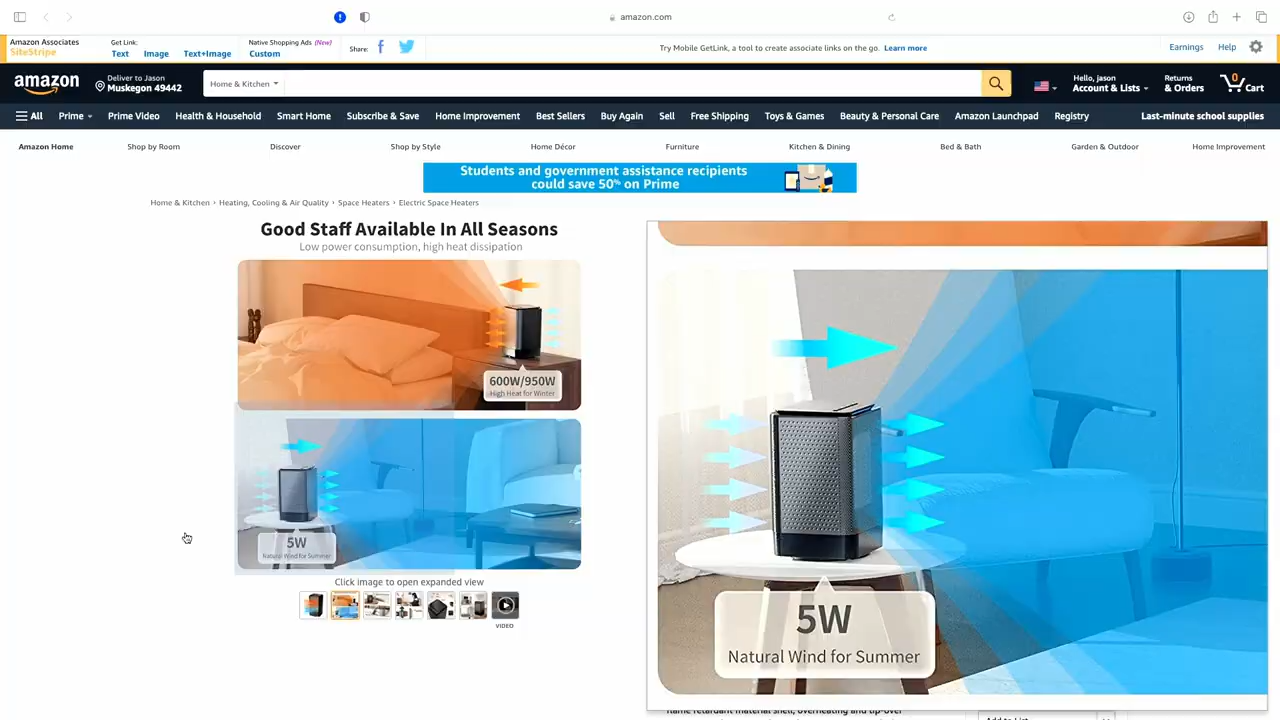 amazon.com
Amazon Associates
SiteStripe
Get Link:
Text Image Text+Image
Native Shopping Ads (New)
Custom
Share:
Try Mobile GetLink, a tool to create associate links on the go. Learn more
Earnings Help
amazon
Deliver to Jason
Muskegon 49442
Home & Kitchen
Hello, jason
Account & Lists
Returns
& Orders
0
Cart
All Prime Prime Video Health & Household Smart Home Subscribe & Save Home Improvement Best Sellers Buy Again Sell Free Shipping Toys & Games Beauty & Personal Care Amazon Launchpad Registry Last-minute school supplies
Amazon Home Shop by Room Discover Shop by Style Home Décor Furniture Kitchen & Dining Bed & Bath Garden & Outdoor Home Improvement
Students and government assistance recipients
could save 50% on Prime
Home & Kitchen › Heating, Cooling & Air Quality › Space Heaters › Electric Space Heaters
Good Staff Available In All Seasons
Low power consumption, high heat dissipation
600W/950W
High Heat for Winter
5W
Natural Wind for Summer
Click image to open expanded view
VIDEO
5W
Natural Wind for Summer
flame retardant material shell, overheating and tip-over
Add to List